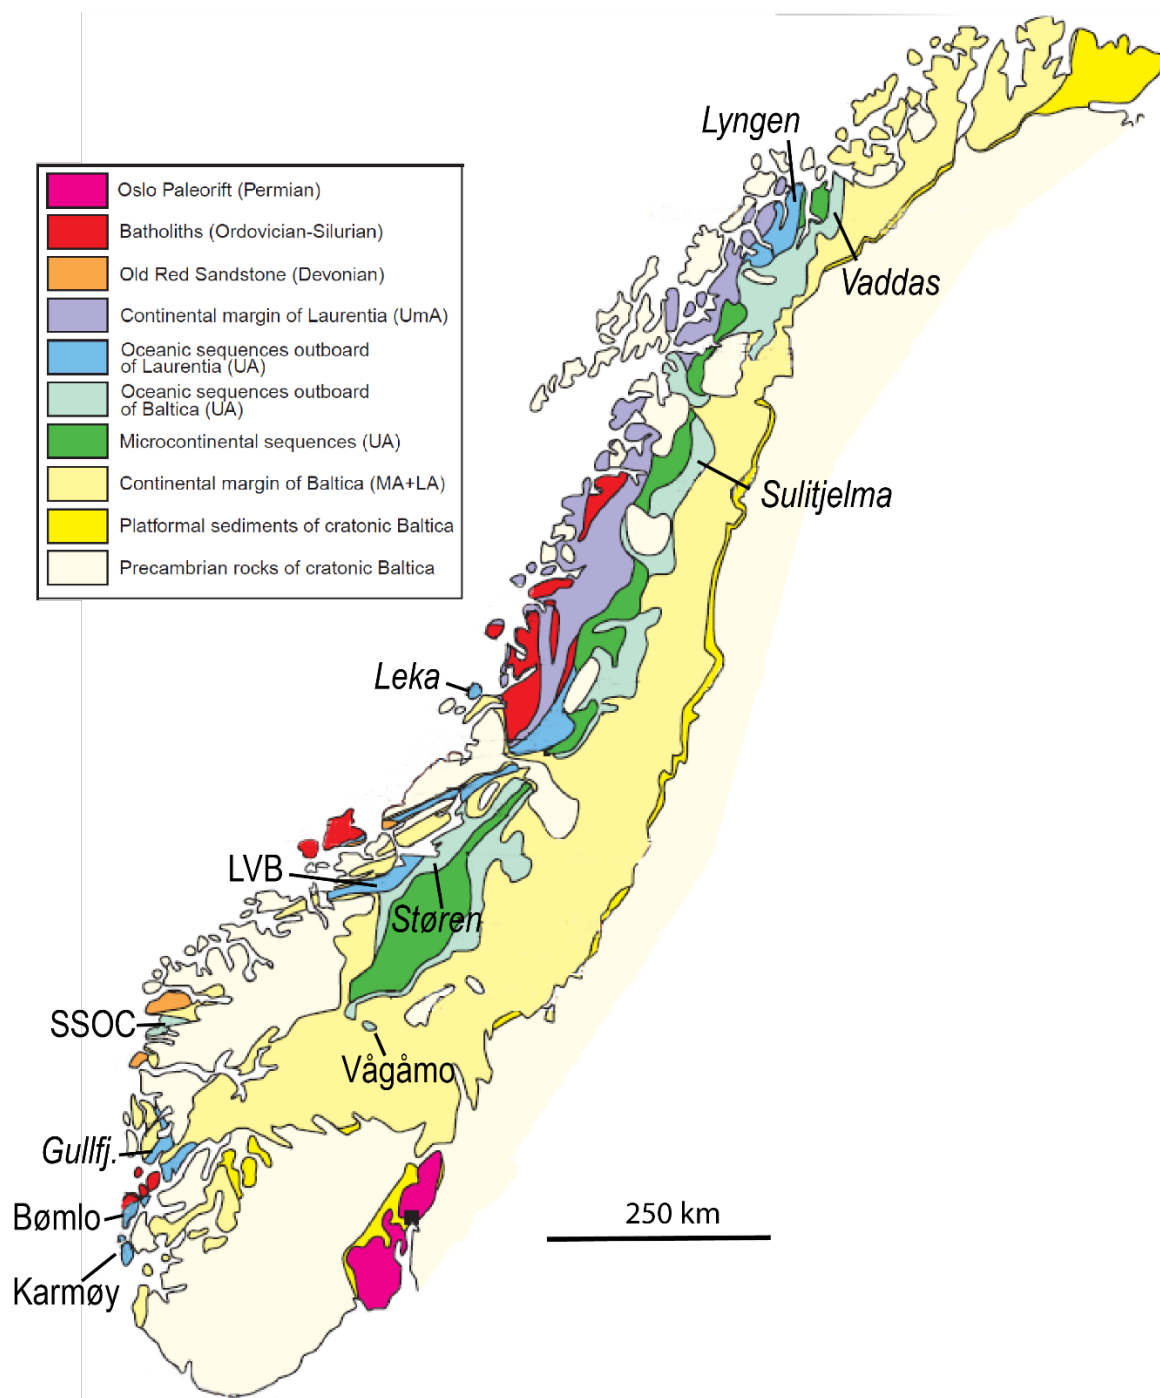 Lyngen
Oslo Paleorift (Permian)
Batholiths (Ordovician-Silurian)
Old Red Sandstone (Devonian)
Continental margin of Laurentia (UmA)
Oceanic sequences outboard
of Laurentia (UA)
Oceanic sequences outboard
of Baltica (UA)
Microcontinental sequences (UA)
Continental margin of Baltica (MA+LA)
Platformal sediments of cratonic Baltica
Precambrian rocks of cratonic Baltica
Vaddas
Sulitjelma
Leka
LVB
Støren
SSOC
Vågåmo
Gullfj.
Bømlo
250 km
Karmøy